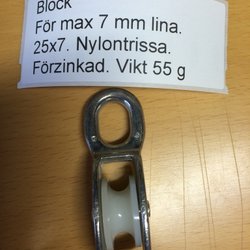 Block
För max 7 mm lina.
25x7. Nylontrissa.
Förzinkad. Vikt 55 g